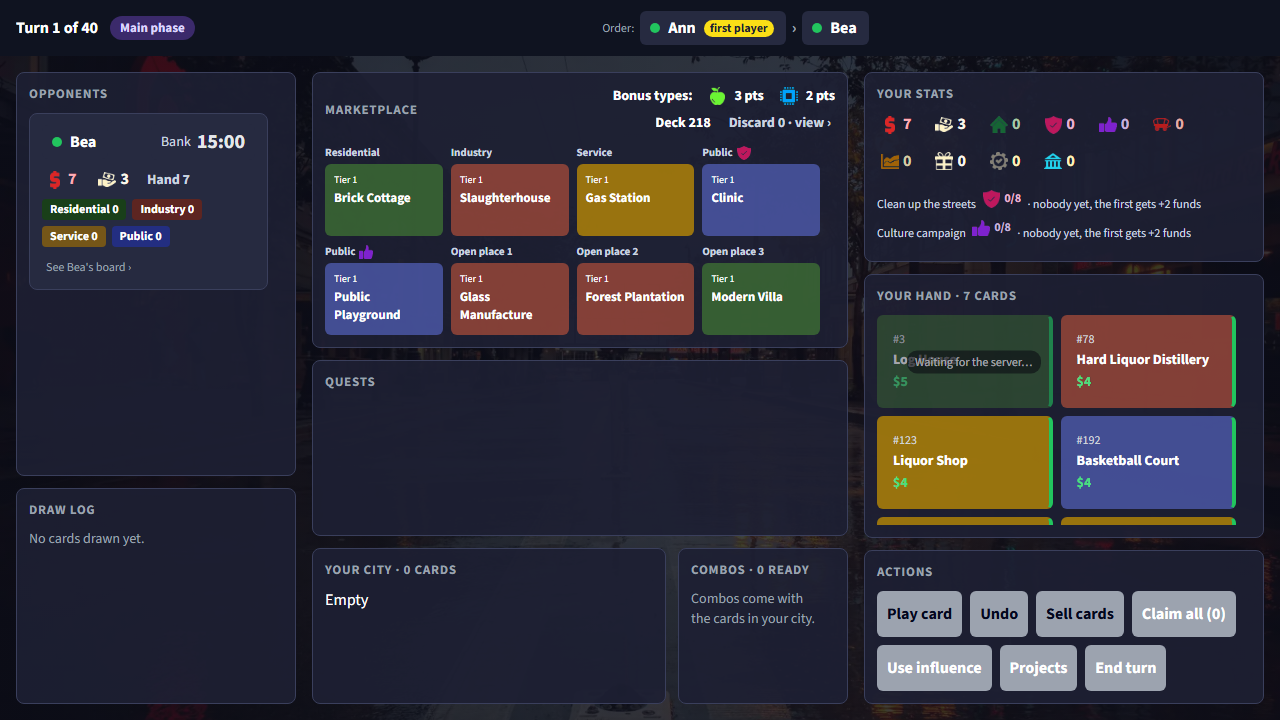 Turn 1 of 40
Main phase
Order:
Ann first player
›
Bea
OPPONENTS
Bea
Bank 15:00
7
3
Hand 7
Residential 0
Industry 0
Service 0
Public 0
See Bea's board ›
DRAW LOG
No cards drawn yet.
MARKETPLACE
Bonus types: 3 pts 2 pts
Deck 218 Discard 0 · view ›
Residential
Tier 1
Brick Cottage
Industry
Tier 1
Slaughterhouse
Service
Tier 1
Gas Station
Public
Tier 1
Clinic
Public
Tier 1
Public
Playground
Open place 1
Tier 1
Glass
Manufacture
Open place 2
Tier 1
Forest Plantation
Open place 3
Tier 1
Modern Villa
QUESTS
YOUR CITY · 0 CARDS
Empty
COMBOS · 0 READY
Combos come with
the cards in your city.
YOUR STATS
7 3 0 0 0 0
0 0 0 0
Clean up the streets 0/8 · nobody yet, the first gets +2 funds
Culture campaign 0/8 · nobody yet, the first gets +2 funds
YOUR HAND · 7 CARDS
#3
Waiting for the server…
$5
#78
Hard Liquor Distillery
$4
#123
Liquor Shop
$4
#192
Basketball Court
$4
ACTIONS
Play card
Undo
Sell cards
Claim all (0)
Use influence
Projects
End turn